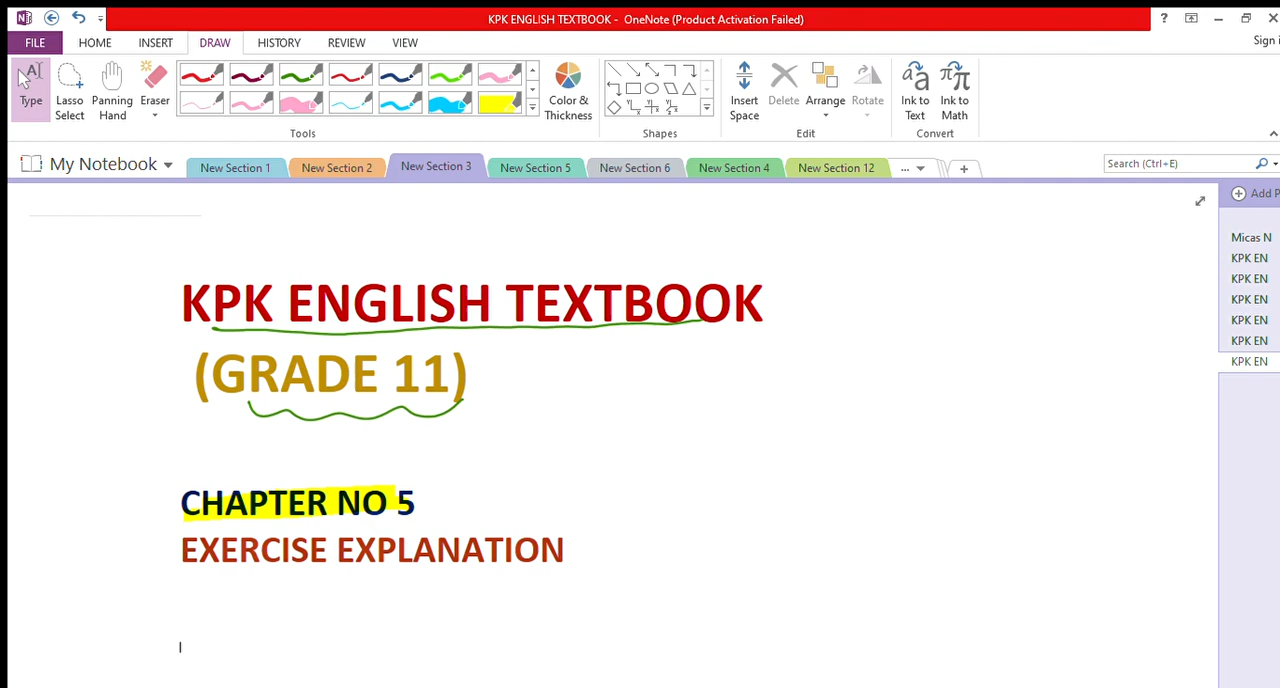 KPK ENGLISH TEXTBOOK - OneNote (Product Activation Failed)
FILE HOME INSERT DRAW HISTORY REVIEW VIEW
Sign i
Type
Lasso Select
Panning Hand
Eraser
Color & Thickness
Insert Space
Delete
Arrange
Rotate
Ink to Text
Ink to Math
Tools
Shapes
Edit
Convert
My Notebook
New Section 1
New Section 2
New Section 3
New Section 5
New Section 6
New Section 4
New Section 12
...
Search (Ctrl+E)
Add P
Micas N
KPK EN
KPK EN
KPK EN
KPK EN
KPK EN
KPK EN
KPK ENGLISH TEXTBOOK
(GRADE 11)
CHAPTER NO 5
EXERCISE EXPLANATION